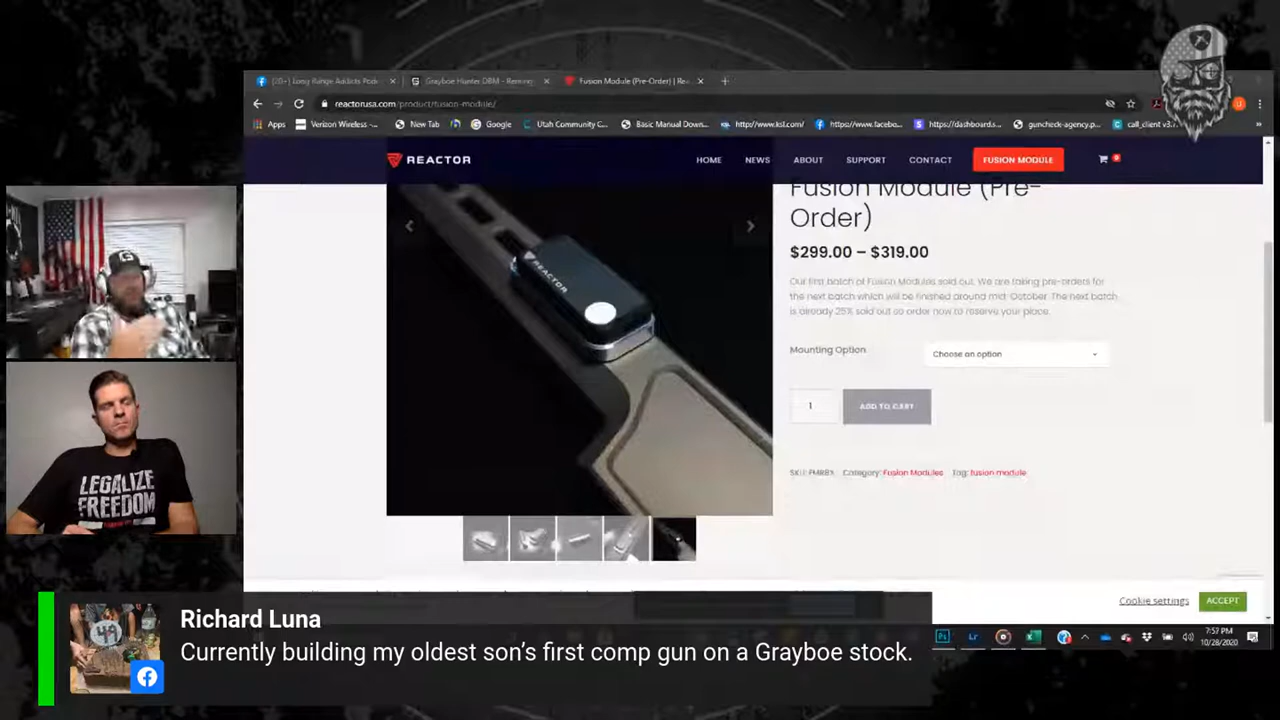 (20+) Long Range Addicts Pod
Grayboe Hunter DBM - Reming
Fusion Module (Pre-Order) | Re
reactorusa.com/product/fusion-module/
Apps
Verizon Wireless –...
New Tab
Google
Utah Community C...
Basic Manual Down...
http://www.ksl.com/
https://www.facebo...
https://dashboard.s...
guncheck-agency.p...
call_client v3.7
REACTOR
HOME
NEWS
ABOUT
SUPPORT
CONTACT
FUSION MODULE
0
Fusion Module (Pre-
Order)
$299.00 – $319.00
Our first batch of Fusion Modules sold out. We are taking pre-orders for
the next batch which will be finished around mid-October. The next batch
is already 25% sold out so order now to reserve your place.
Mounting Option
Choose an option
1
ADD TO CART
Category: Fusion Modules
Tag: fusion module
REACTOR
LEGALIZE
FREEDOM
Cookie settings
ACCEPT
7:57 PM
10/28/2020
Richard Luna
Currently building my oldest son's first comp gun on a Grayboe stock.